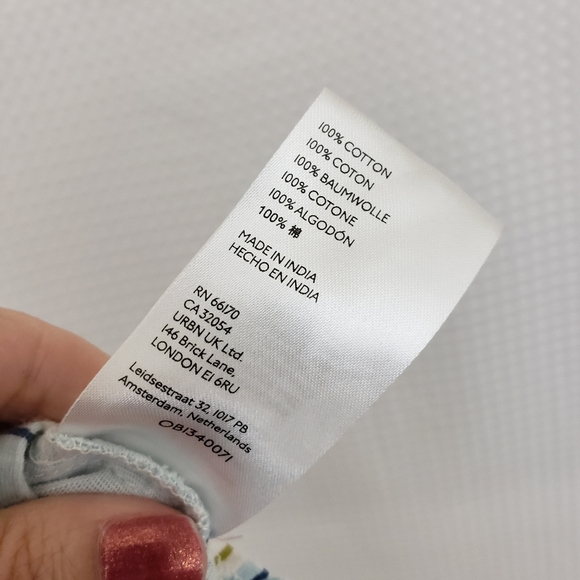 100% COTTON
100% COTON
100% BAUMWOLLE
100% COTONE
100% ALGODÓN
100% 棉
MADE IN INDIA
HECHO EN INDIA
RN 66170
CA 32054
URBN UK Ltd.
146 Brick Lane,
LONDON E1 6RU
Leidsestraat 32, 1017 PB
Amsterdam, Netherlands
OB1340071